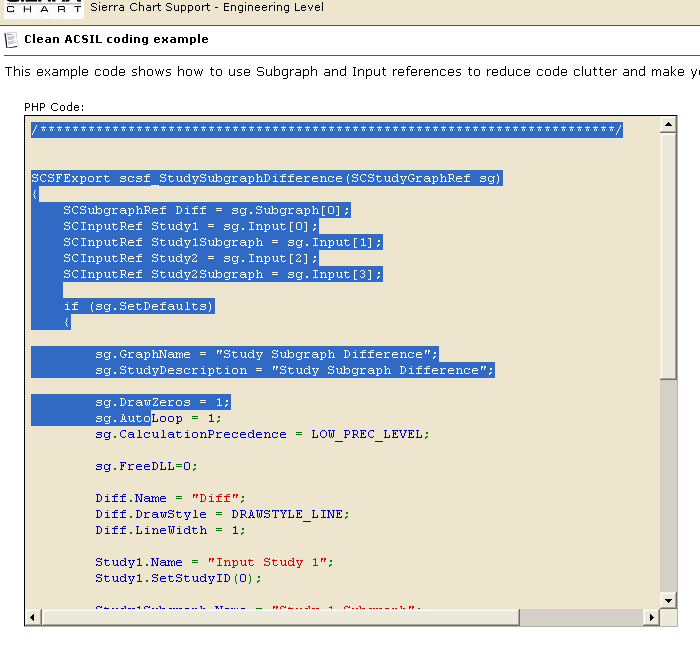 CHART Sierra Chart Support - Engineering Level
Clean ACSIL coding example
This example code shows how to use Subgraph and Input references to reduce code clutter and make
PHP Code:
/************************************************************************/
SCSFExport scsf_StudySubgraphDifference(SCStudyGraphRef sg)
{
SCSubgraphRef Diff = sg.Subgraph[0];
SCInputRef Study1 = sg.Input[0];
SCInputRef Study1Subgraph = sg.Input[1];
SCInputRef Study2 = sg.Input[2];
SCInputRef Study2Subgraph = sg.Input[3];
if (sg.SetDefaults)
{
sg.GraphName = "Study Subgraph Difference";
sg.StudyDescription = "Study Subgraph Difference";
sg.DrawZeros = 1;
sg.AutoLoop = 1;
sg.CalculationPrecedence = LOW_PREC_LEVEL;
sg.FreeDLL=0;
Diff.Name = "Diff";
Diff.DrawStyle = DRAWSTYLE_LINE;
Diff.LineWidth = 1;
Study1.Name = "Input Study 1";
Study1.SetStudyID(0);
Study1Subgraph.Name = "Study 1 Subgraph";